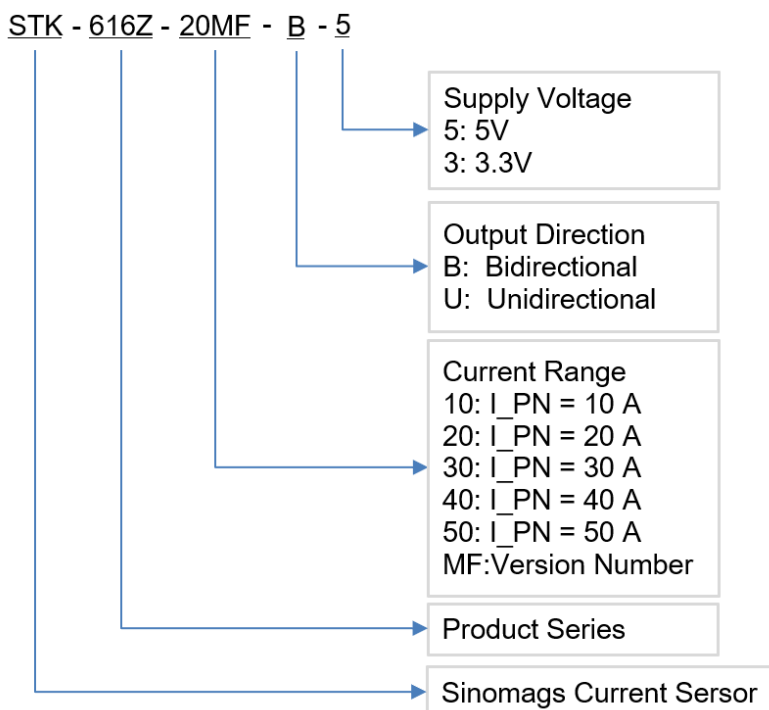 STK - 616Z - 20MF - B - 5
Supply Voltage
5: 5V
3: 3.3V
Output Direction
B: Bidirectional
U: Unidirectional
Current Range
10: I_PN = 10 A
20: I_PN = 20 A
30: I_PN = 30 A
40: I_PN = 40 A
50: I_PN = 50 A
MF:Version Number
Product Series
Sinomags Current Sersor